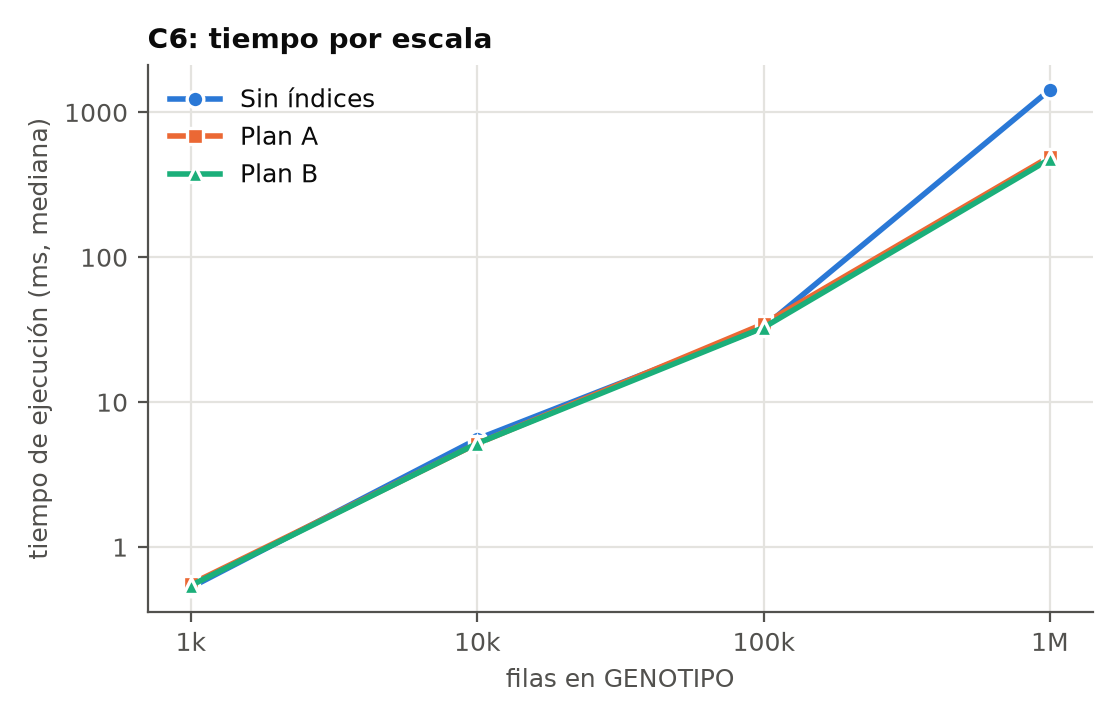 C6: tiempo por escala
Sin índices
Plan A
Plan B
tiempo de ejecución (ms, mediana)
1000
100
10
1
1k
10k
100k
1M
filas en GENOTIPO